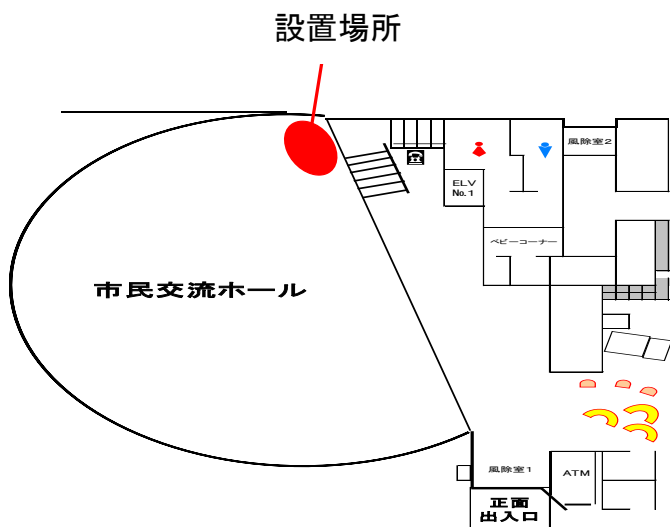 設置場所
風除室2
ELV
No.1
ベビーコーナー
市民交流ホール
風除室1
ATM
正面
出入口